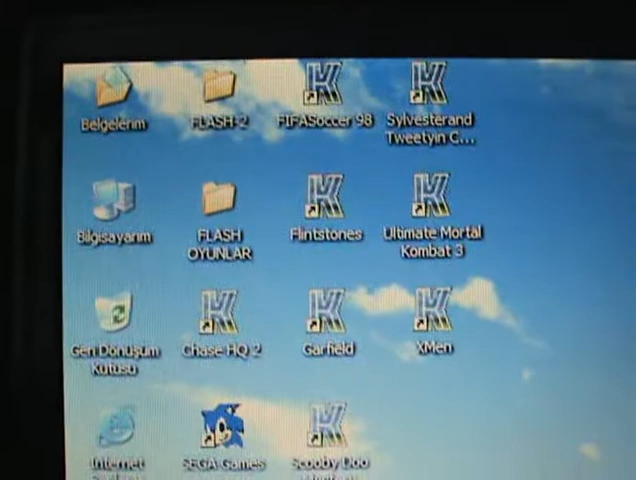 Belgelerim
FLASH-2
FIFASoccer 98
Sylvesterand
Tweetyin C...
Bilgisayarım
FLASH
OYUNLAR
Flintstones
Ultimate Mortal
Kombat 3
Geri Dönüşüm
Kutusu
Chase HQ 2
Garfield
XMen
Internet
SEGA Games
Scooby Doo